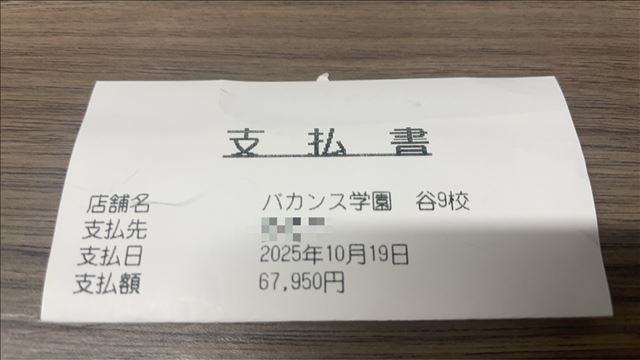 支払書
店舗名 バカンス学園 谷9校
支払先
支払日 2025年10月19日
支払額 67,950円